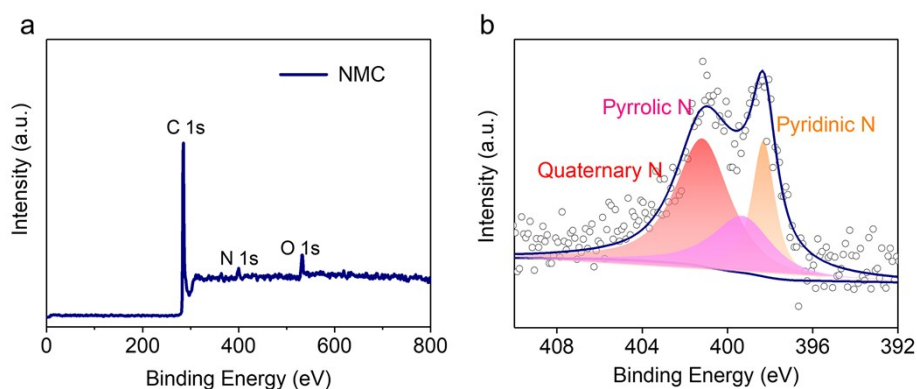 a
NMC
C 1s
N 1s
O 1s
Intensity (a.u.)
0
200
400
600
800
Binding Energy (eV)
b
Pyrrolic N
Pyridinic N
Quaternary N
Intensity (a.u.)
408
404
400
396
392
Binding Energy (eV)